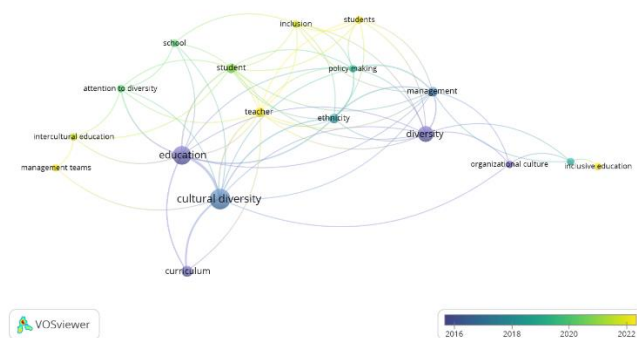 students
inclusion
school
student
policy making
attention to diversity
management
teacher
ethnicity
diversity
intercultural education
education
management teams
organizational culture
inclusive education
cultural diversity
curriculum
VOSviewer
2016 2018 2020 2022